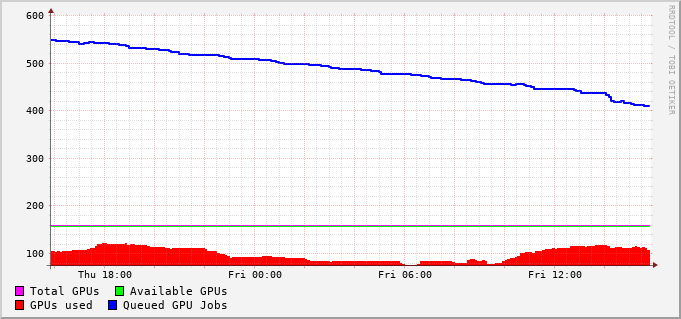 600
500
400
300
200
100
Thu 18:00 Fri 00:00 Fri 06:00 Fri 12:00
Total GPUs Available GPUs
GPUs used Queued GPU Jobs
RRDTOOL / TOBI OETIKER